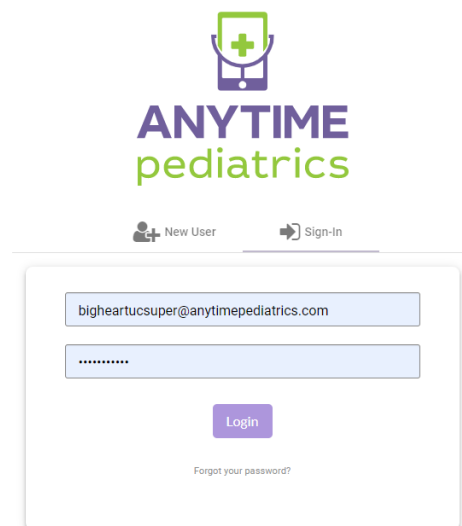 ANYTIME
pediatrics
New User
Sign-In
bigheartucsuper@anytimepediatrics.com
•••••••••••
Login
Forgot your password?